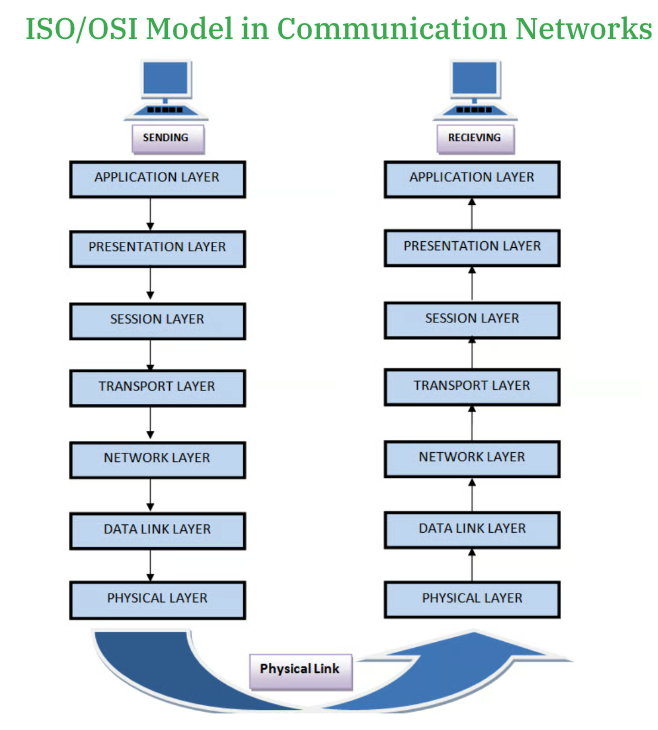 ISO/OSI Model in Communication Networks
SENDING
RECIEVING
APPLICATION LAYER
APPLICATION LAYER
PRESENTATION LAYER
PRESENTATION LAYER
SESSION LAYER
SESSION LAYER
TRANSPORT LAYER
TRANSPORT LAYER
NETWORK LAYER
NETWORK LAYER
DATA LINK LAYER
DATA LINK LAYER
PHYSICAL LAYER
PHYSICAL LAYER
Physical Link